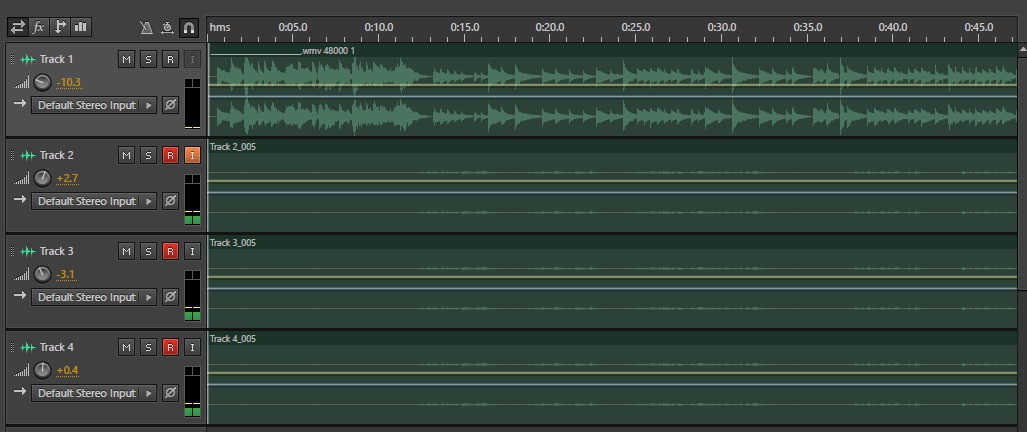 fx
hms 0:05.0 0:10.0 0:15.0 0:20.0 0:25.0 0:30.0 0:35.0 0:40.0 0:45.0
Track 1 M S R I
-10.3
Default Stereo Input
.wmv 48000 1
Track 2 M S R I
+2.7
Default Stereo Input
Track 2_005
Track 3 M S R I
-3.1
Default Stereo Input
Track 3_005
Track 4 M S R I
+0.4
Default Stereo Input
Track 4_005